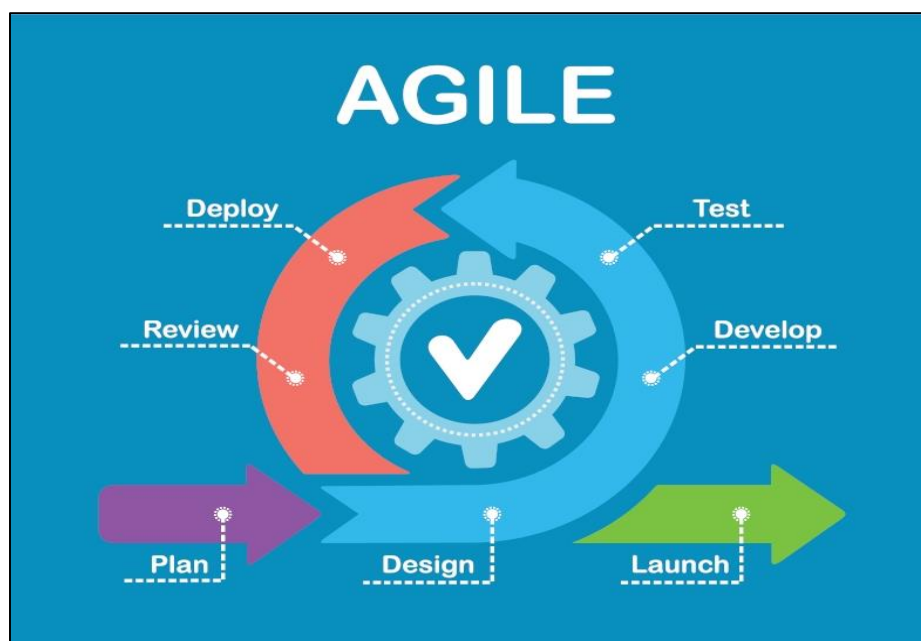 AGILE
Deploy
Test
Review
Develop
Plan
Design
Launch